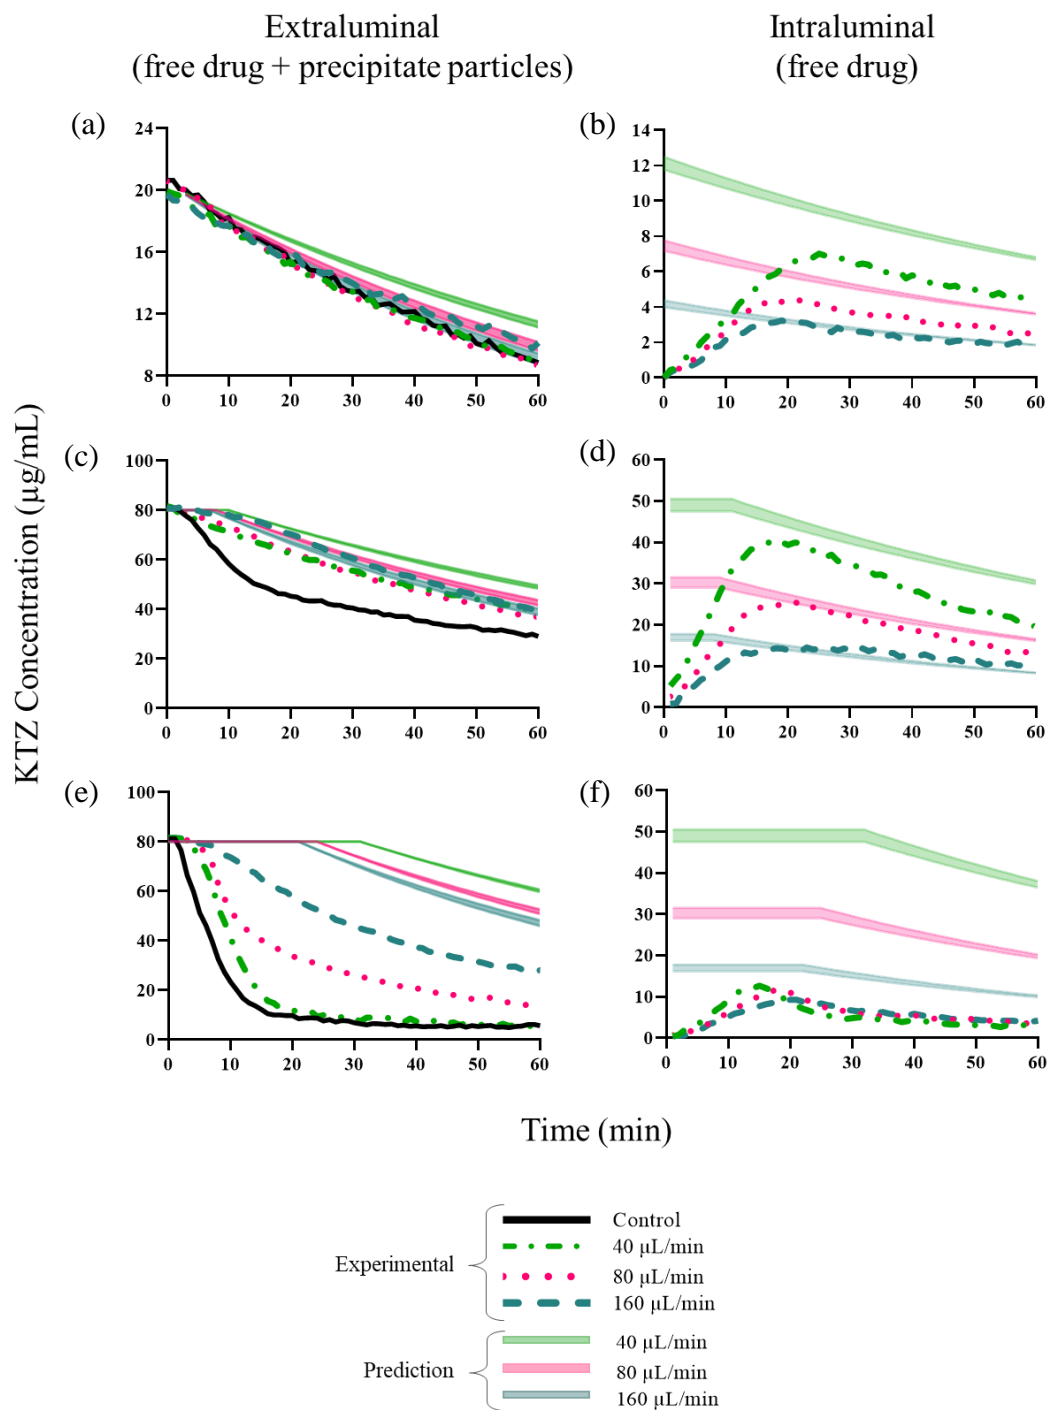 Extraluminal
(free drug + precipitate particles)
Intraluminal
(free drug)
KTZ Concentration (µg/mL)
(a)
24
20
16
12
8
0 10 20 30 40 50 60
(b)
14
12
10
8
6
4
2
0
0 10 20 30 40 50 60
(c)
100
80
60
40
20
0
0 10 20 30 40 50 60
(d)
60
50
40
30
20
10
0
0 10 20 30 40 50 60
(e)
100
80
60
40
20
0
0 10 20 30 40 50 60
(f)
60
50
40
30
20
10
0
0 10 20 30 40 50 60
Time (min)
Experimental
Control
40 µL/min
80 µL/min
160 µL/min
Prediction
40 µL/min
80 µL/min
160 µL/min